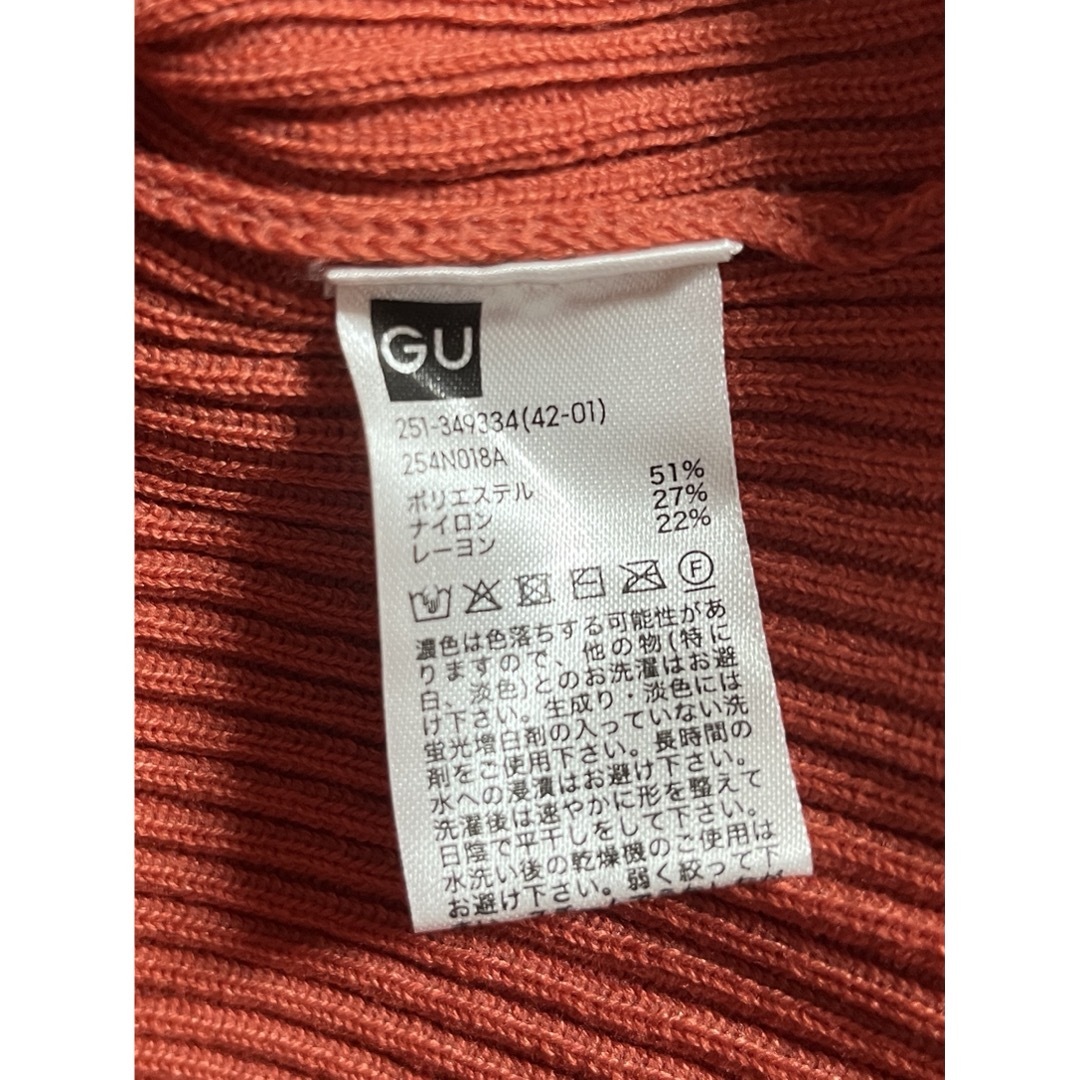 GU
251-349334(42-01)
254N018A
ポリエステル 51%
ナイロン 27%
レーヨン 22%
F
濃色は色落ちする可能性があ
りますので、他の物(特に
白、淡色)とのお洗濯はお避
け下さい。生成り・淡色には
蛍光増白剤の入っていない洗
剤をご使用下さい。長時間の
水への浸漬はお避け下さい。
洗濯後は速やかに形を整えて
日陰で平干しをして下さい。
水洗い後の乾燥機のご使用は
お避け下さい。弱く絞って下